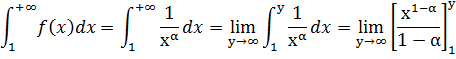 ∫₁^{+∞} f(x)dx = ∫₁^{+∞} 1/x^α dx = lim_{y→∞} ∫₁^y 1/x^α dx = lim_{y→∞} [x^{1−α}/(1 − α)]₁^y